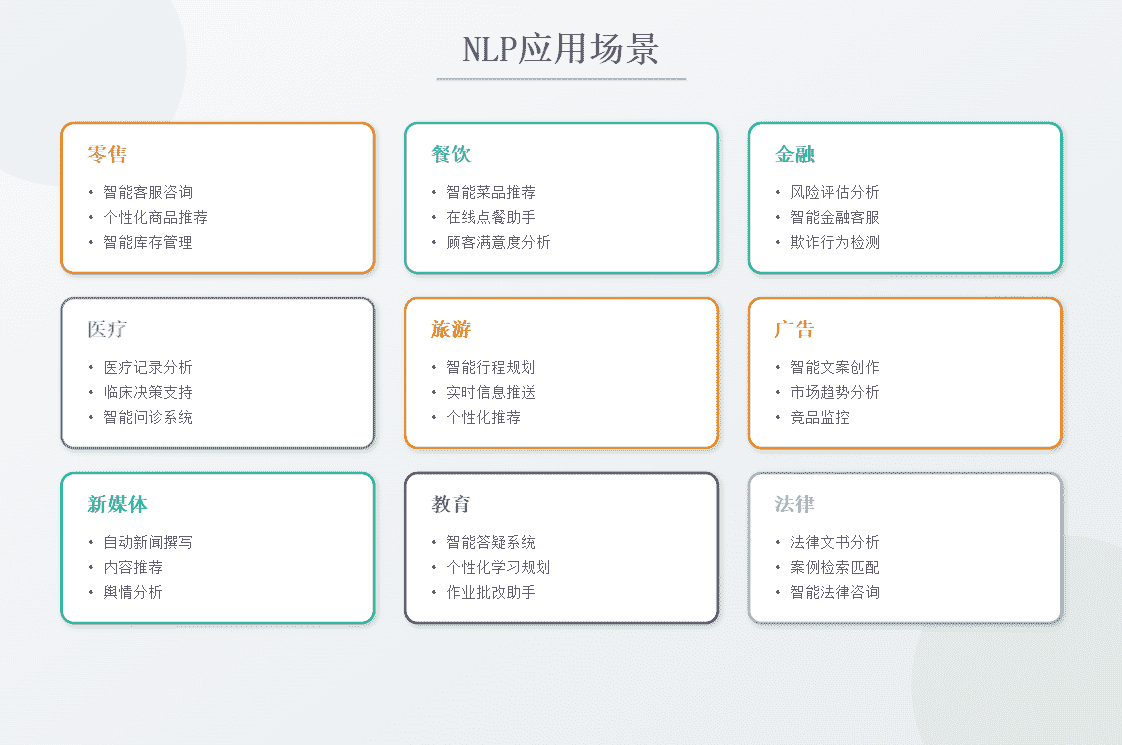 NLP应用场景
零售
• 智能客服咨询
• 个性化商品推荐
• 智能库存管理
餐饮
• 智能菜品推荐
• 在线点餐助手
• 顾客满意度分析
金融
• 风险评估分析
• 智能金融客服
• 欺诈行为检测
医疗
• 医疗记录分析
• 临床决策支持
• 智能问诊系统
旅游
• 智能行程规划
• 实时信息推送
• 个性化推荐
广告
• 智能文案创作
• 市场趋势分析
• 竞品监控
新媒体
• 自动新闻撰写
• 内容推荐
• 舆情分析
教育
• 智能答疑系统
• 个性化学习规划
• 作业批改助手
法律
• 法律文书分析
• 案例检索匹配
• 智能法律咨询